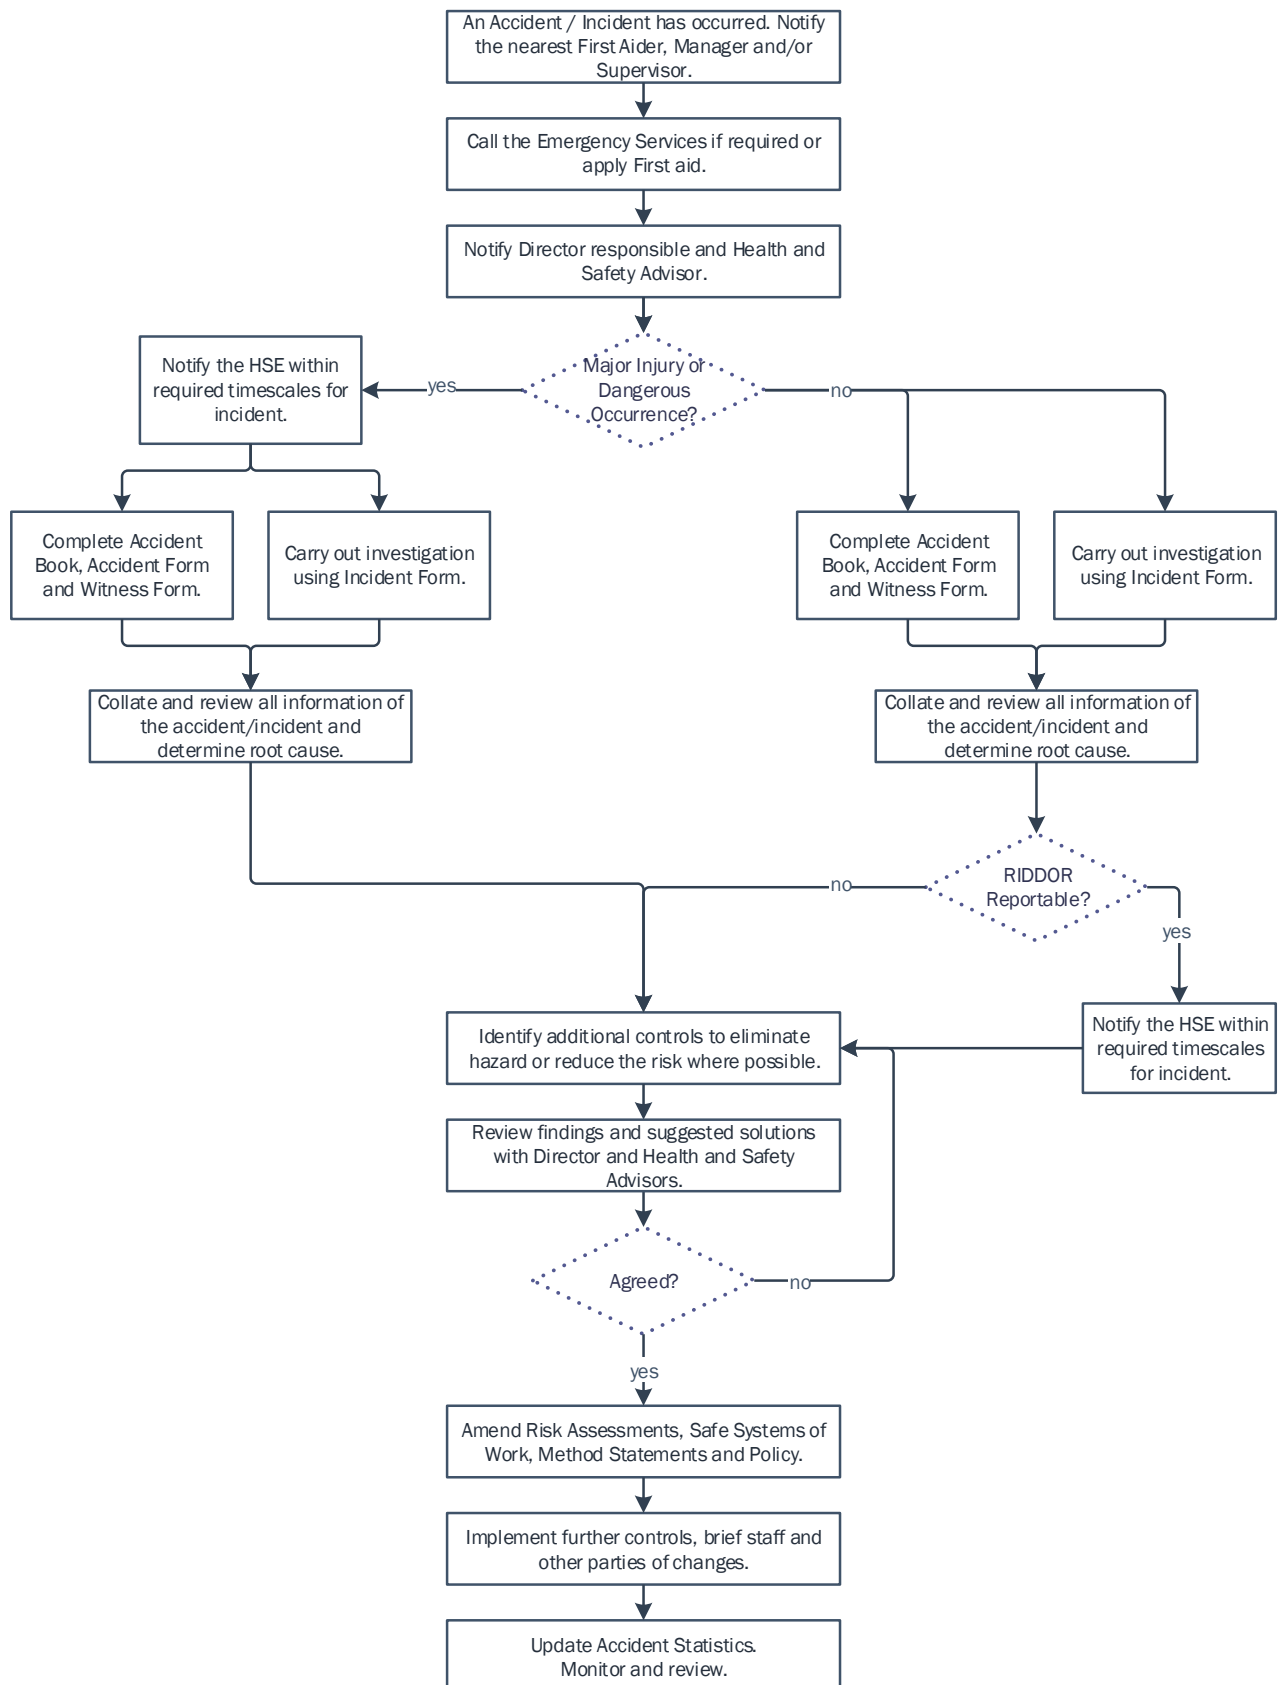 An Accident / Incident has occurred. Notify
the nearest First Aider, Manager and/or
Supervisor.
Call the Emergency Services if required or
apply First aid.
Notify Director responsible and Health and
Safety Advisor.
Major Injury or
Dangerous
Occurrence?
yes
no
Notify the HSE within
required timescales for
incident.
Complete Accident
Book, Accident Form
and Witness Form.
Carry out investigation
using Incident Form.
Complete Accident
Book, Accident Form
and Witness Form.
Carry out investigation
using Incident Form.
Collate and review all information of
the accident/incident and
determine root cause.
Collate and review all information of
the accident/incident and
determine root cause.
RIDDOR
Reportable?
no
yes
Notify the HSE within
required timescales
for incident.
Identify additional controls to eliminate
hazard or reduce the risk where possible.
Review findings and suggested solutions
with Director and Health and Safety
Advisors.
Agreed?
no
yes
Amend Risk Assessments, Safe Systems of
Work, Method Statements and Policy.
Implement further controls, brief staff and
other parties of changes.
Update Accident Statistics.
Monitor and review.